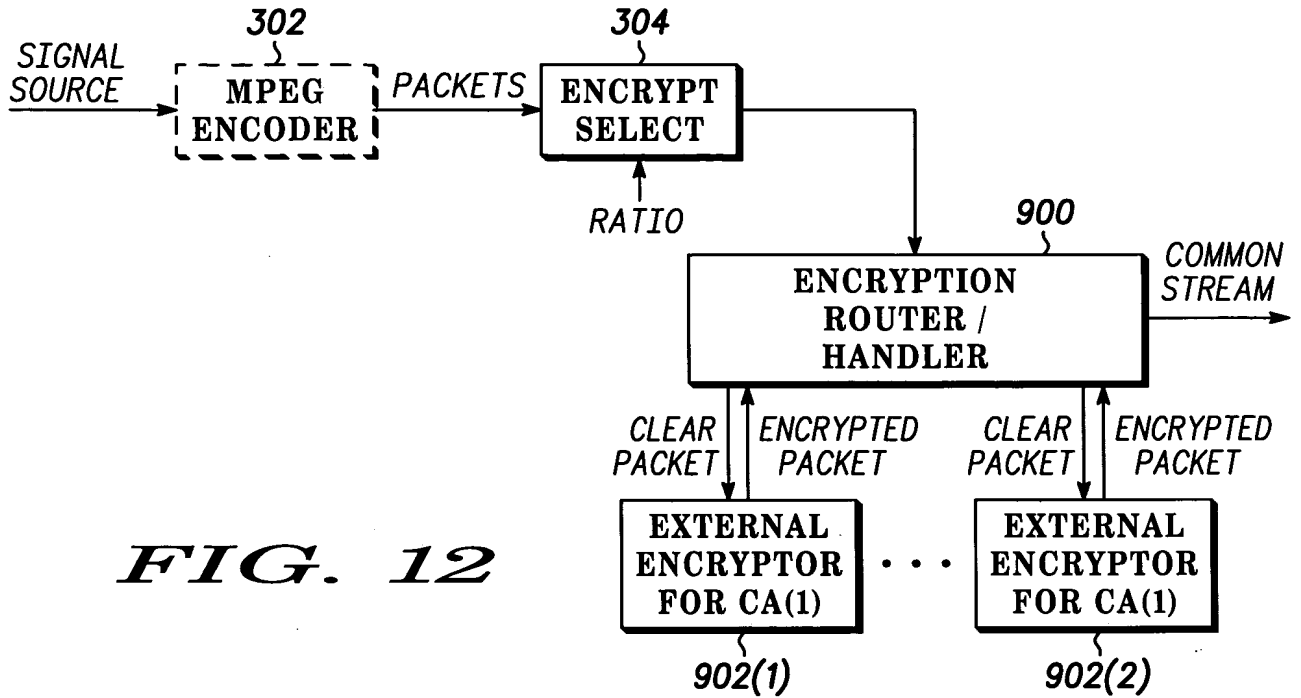 302
SIGNAL
SOURCE
MPEG
ENCODER
PACKETS
304
ENCRYPT
SELECT
RATIO
900
ENCRYPTION
ROUTER /
HANDLER
COMMON
STREAM
CLEAR
PACKET
ENCRYPTED
PACKET
CLEAR
PACKET
ENCRYPTED
PACKET
EXTERNAL
ENCRYPTOR
FOR CA(1)
902(1)
EXTERNAL
ENCRYPTOR
FOR CA(1)
902(2)
FIG. 12